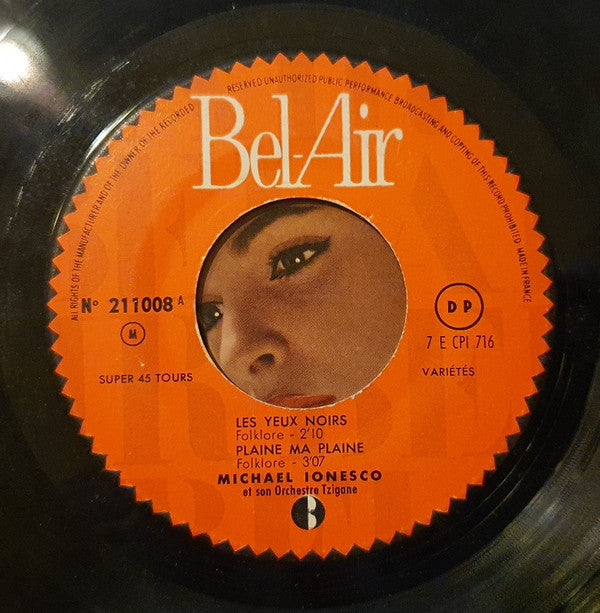 ALL RIGHTS OF THE MANUFACTURER AND OF THE OWNER OF THE RECORDED RESERVED UNAUTHORIZED PUBLIC PERFORMANCE BROADCASTING AND COPYING OF THIS RECORD PROHIBITED MADE IN FRANCE
Bel-Air
Nº 211008 A
M
SUPER 45 TOURS
D P
7 E CPI 716
VARIÉTÉS
LES YEUX NOIRS
Folklore - 2'10
PLAINE MA PLAINE
Folklore - 3'07
MICHAEL IONESCO
et son Orchestre Tzigane
B